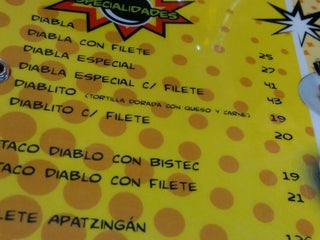 ESPECIALIDADES
DIABLA
DIABLA CON FILETE 25
DIABLA ESPECIAL 27
DIABLA ESPECIAL C/ FILETE 41
DIABLITO (TORTILLA DORADA CON QUESO Y CARNE) 43
DIABLITO C/ FILETE 19
20
TACO DIABLO CON BISTEC
TACO DIABLO CON FILETE 19
21
LETE APATZINGÁN